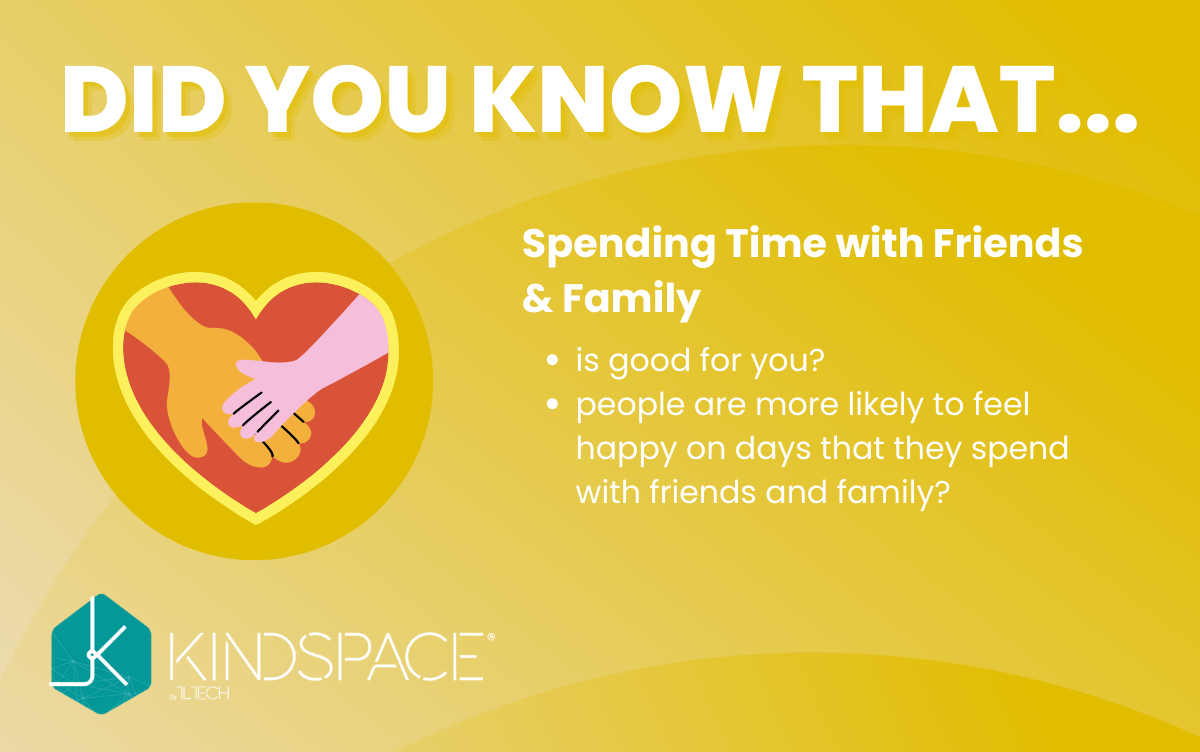 DID YOU KNOW THAT...
Spending Time with Friends
& Family
• is good for you?
• people are more likely to feel
happy on days that they spend
with friends and family?
KINDSPACE®
by TLTECH